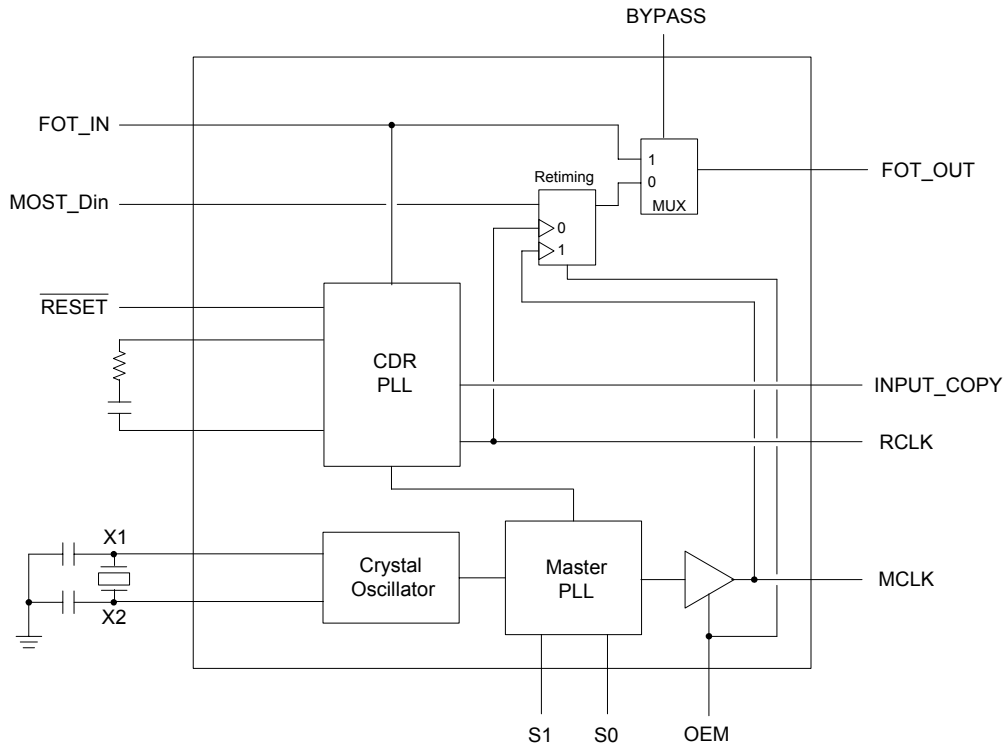 BYPASS
FOT_IN
1
0
MUX
FOT_OUT
Retiming
MOST_Din
0
1
RESET
CDR
PLL
INPUT_COPY
RCLK
X1
X2
Crystal
Oscillator
Master
PLL
MCLK
S1
S0
OEM